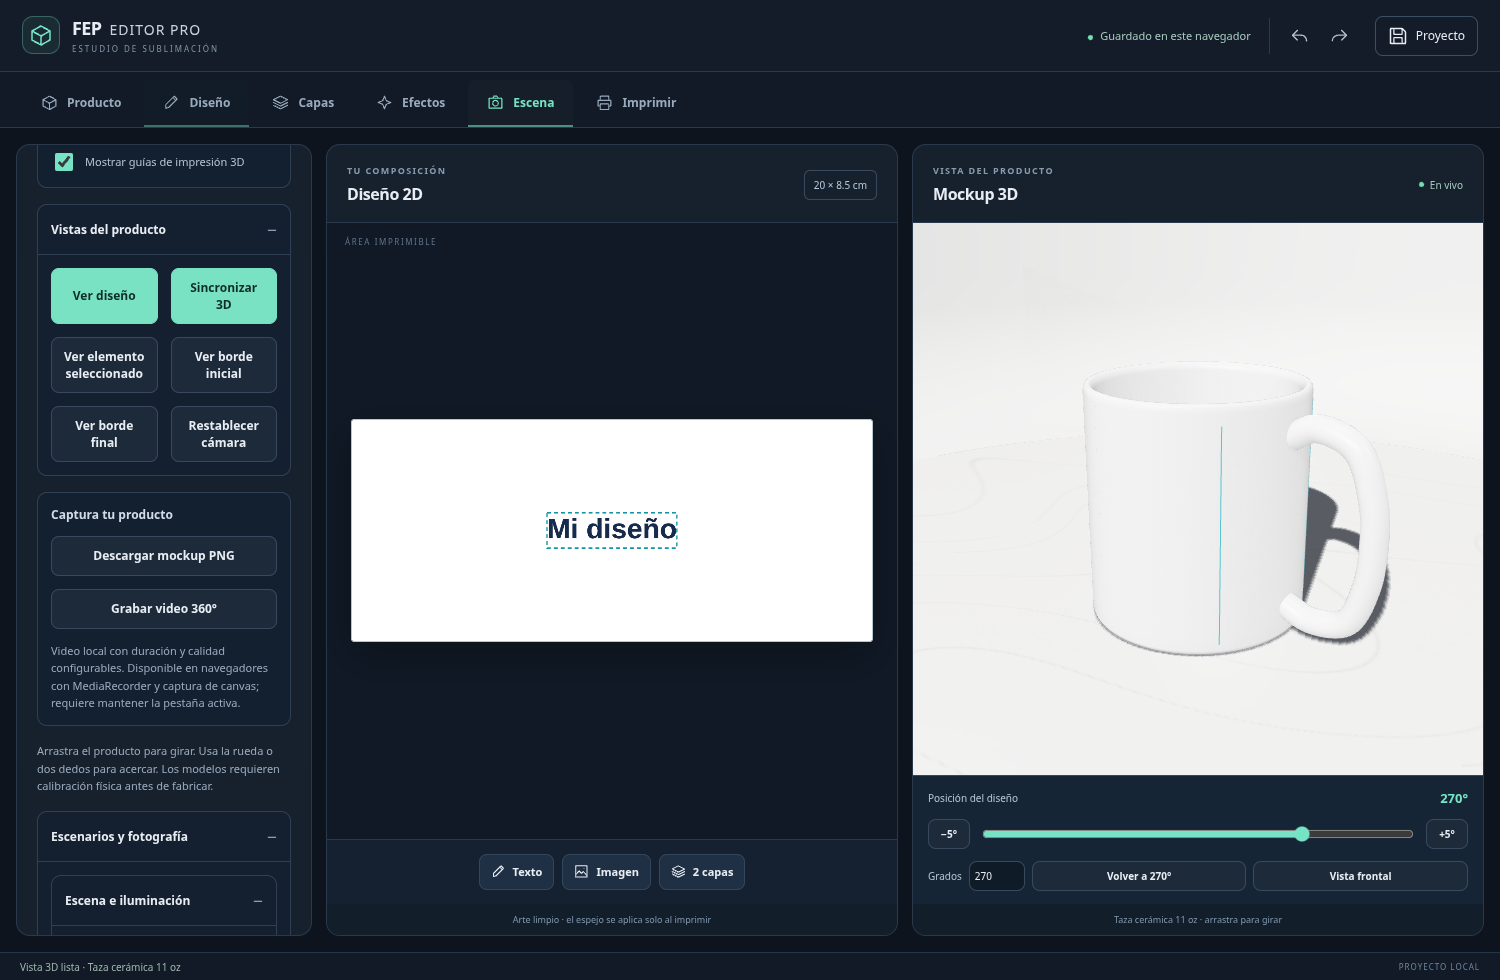 FEP EDITOR PRO
ESTUDIO DE SUBLIMACIÓN
Guardado en este navegador
Proyecto
Producto
Diseño
Capas
Efectos
Escena
Imprimir
Mostrar guías de impresión 3D
Vistas del producto
Ver diseño
Sincronizar
3D
Ver elemento
seleccionado
Ver borde
inicial
Ver borde
final
Restablecer
cámara
Captura tu producto
Descargar mockup PNG
Grabar video 360°
Video local con duración y calidad
configurables. Disponible en navegadores
con MediaRecorder y captura de canvas;
requiere mantener la pestaña activa.
Arrastra el producto para girar. Usa la rueda o
dos dedos para acercar. Los modelos requieren
calibración física antes de fabricar.
Escenarios y fotografía
Escena e iluminación
TU COMPOSICIÓN
Diseño 2D
20 × 8.5 cm
ÁREA IMPRIMIBLE
Mi diseño
Texto
Imagen
2 capas
Arte limpio · el espejo se aplica solo al imprimir
VISTA DEL PRODUCTO
Mockup 3D
En vivo
Posición del diseño
270°
−5°
+5°
Grados
270
Volver a 270°
Vista frontal
Taza cerámica 11 oz · arrastra para girar
Vista 3D lista · Taza cerámica 11 oz
PROYECTO LOCAL